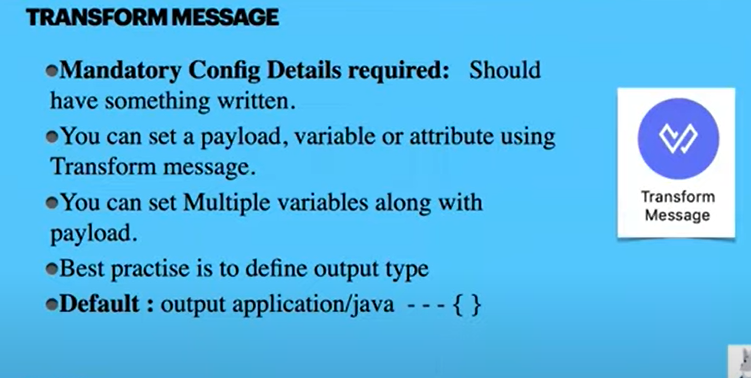 TRANSFORM MESSAGE
●Mandatory Config Details required: Should
have something written.
●You can set a payload, variable or attribute using
Transform message.
●You can set Multiple variables along with
payload.
●Best practise is to define output type
●Default : output application/java --- { }
Transform
Message